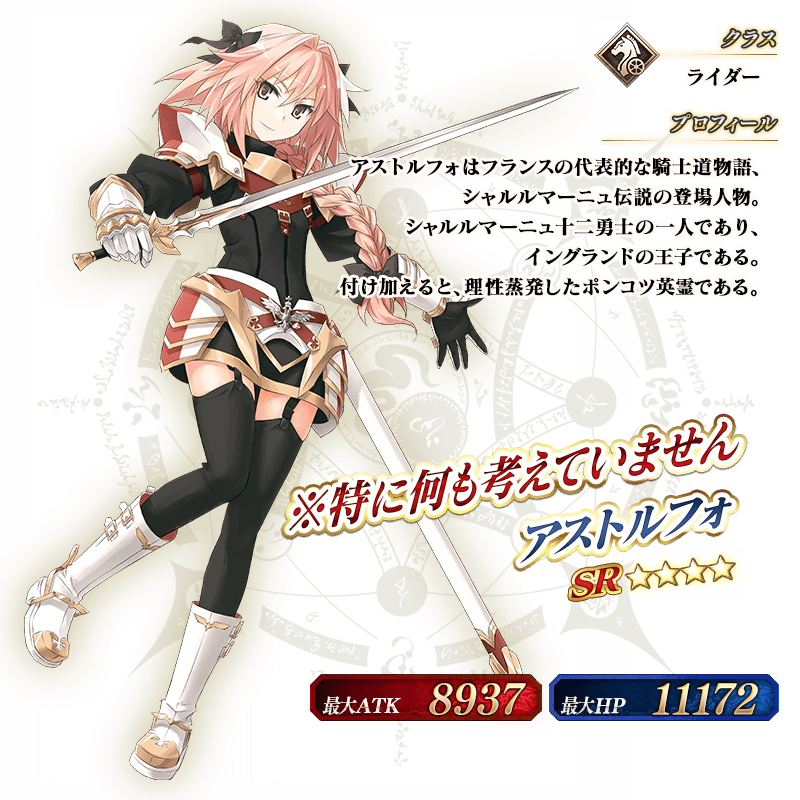 クラス
ライダー
プロフィール
アストルフォはフランスの代表的な騎士道物語、
シャルルマーニュ伝説の登場人物。
シャルルマーニュ十二勇士の一人であり、
イングランドの王子である。
付け加えると、理性蒸発したポンコツ英霊である。
※特に何も考えていません
アストルフォ
SR ☆☆☆☆
最大ATK 8937
最大HP 11172